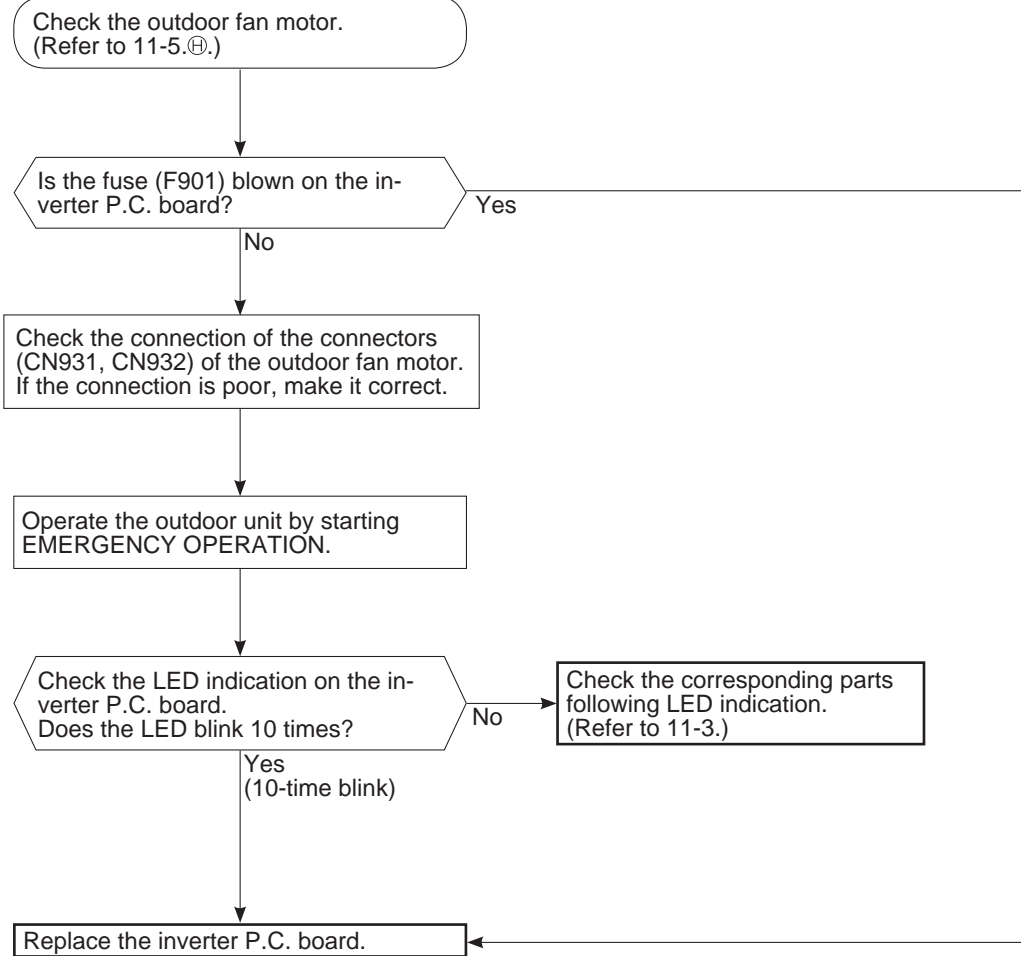 Check the outdoor fan motor.
(Refer to 11-5.Ⓗ.)
Is the fuse (F901) blown on the in-
verter P.C. board?
Yes
No
Check the connection of the connectors
(CN931, CN932) of the outdoor fan motor.
If the connection is poor, make it correct.
Operate the outdoor unit by starting
EMERGENCY OPERATION.
Check the LED indication on the in-
verter P.C. board.
Does the LED blink 10 times?
No
Check the corresponding parts
following LED indication.
(Refer to 11-3.)
Yes
(10-time blink)
Replace the inverter P.C. board.